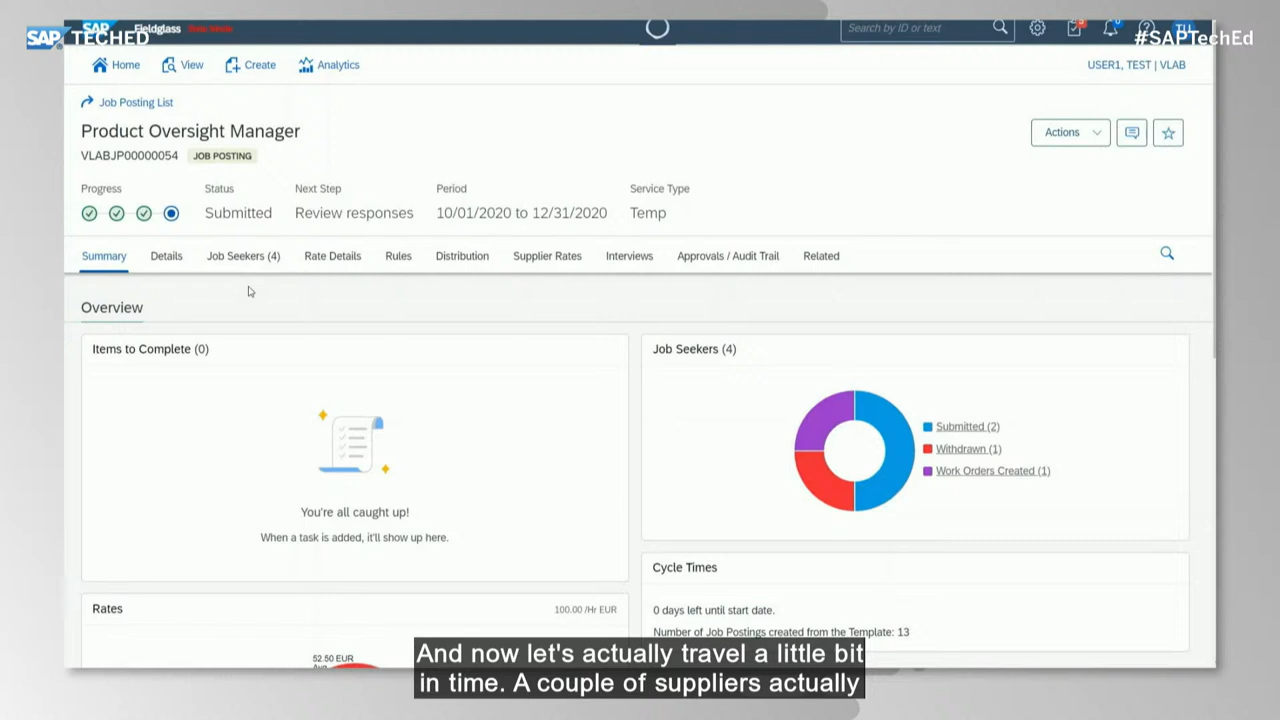 SAP TECHED
#SAPTechEd
SAP Fieldglass
Search by ID or text
TU
Home
View
Create
Analytics
USER1, TEST | VLAB
Job Posting List
Product Oversight Manager
VLABJP00000054 JOB POSTING
Actions
Progress
Status
Submitted
Next Step
Review responses
Period
10/01/2020 to 12/31/2020
Service Type
Temp
Summary
Details
Job Seekers (4)
Rate Details
Rules
Distribution
Supplier Rates
Interviews
Approvals / Audit Trail
Related
Overview
Items to Complete (0)
You're all caught up!
When a task is added, it'll show up here.
Job Seekers (4)
Submitted (2)
Withdrawn (1)
Work Orders Created (1)
Cycle Times
0 days left until start date.
Number of Job Postings created from the Template: 13
Rates
100.00 /Hr EUR
52.50 EUR
And now let's actually travel a little bit
in time. A couple of suppliers actually